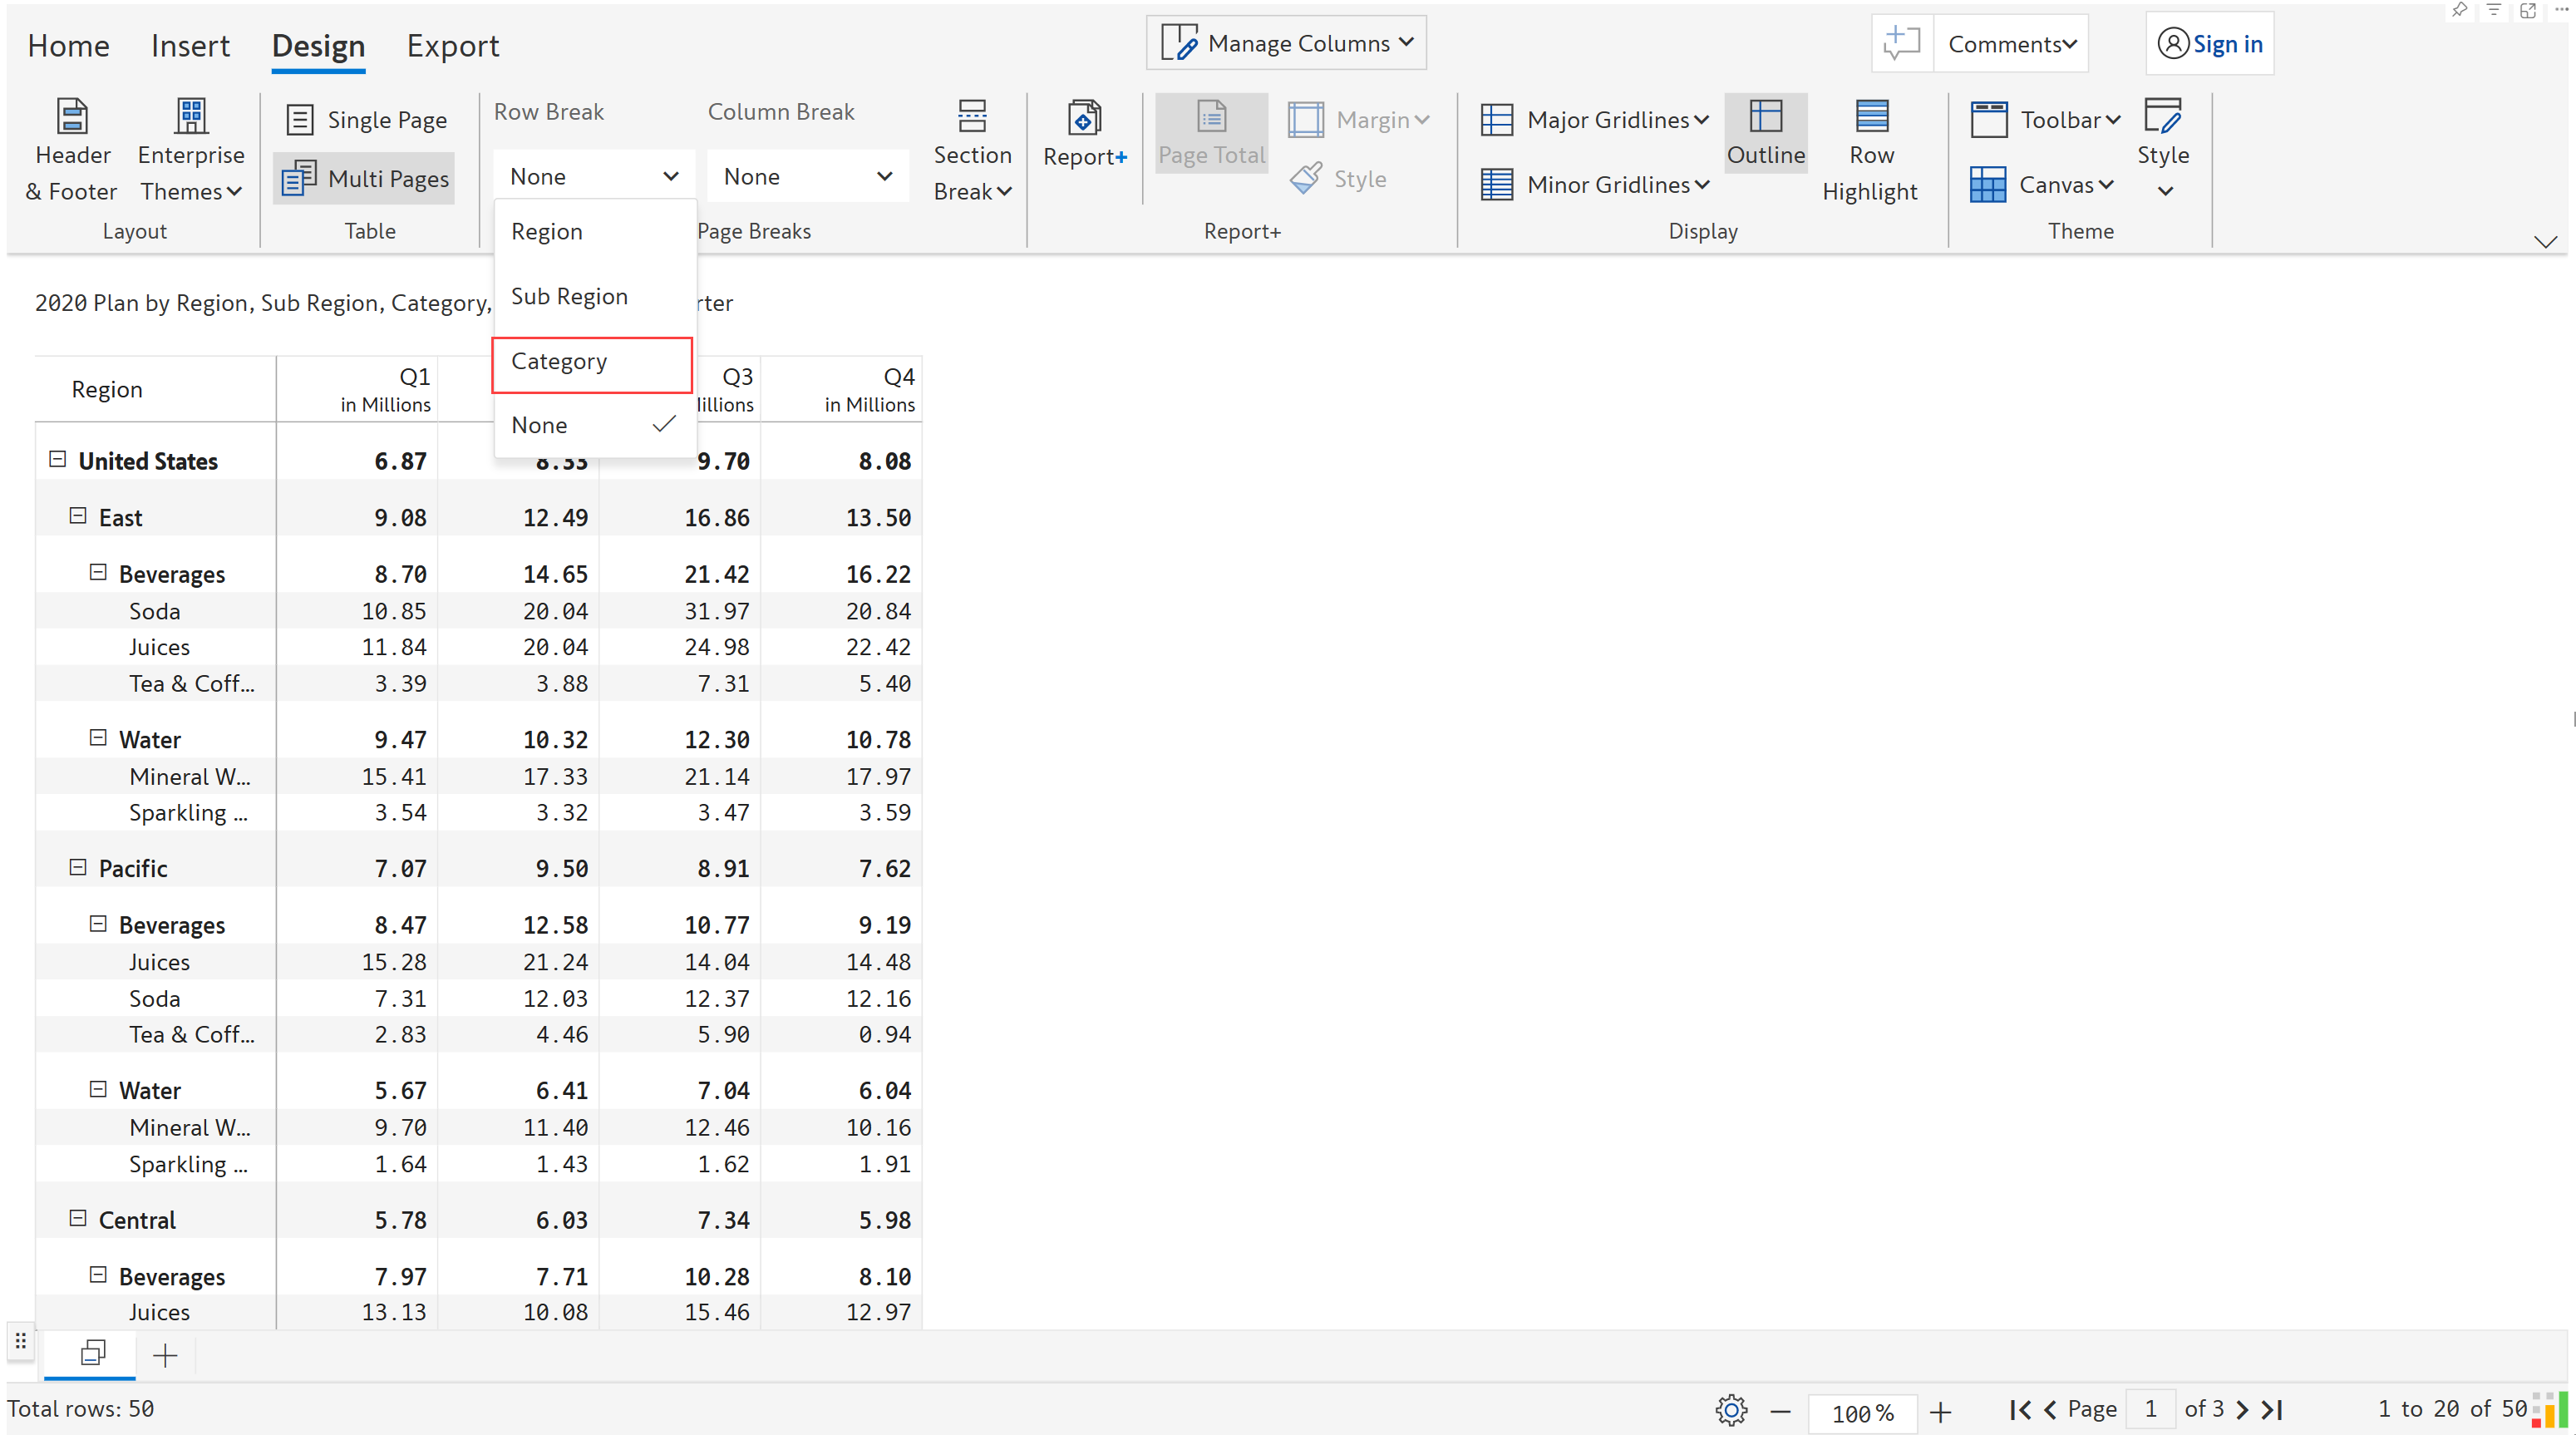 Home Insert Design Export Manage Columns Comments Sign in
Header & Footer
Enterprise Themes
Layout
Single Page
Multi Pages
Table
Row Break
None
Column Break
None
Section Break
Page Breaks
Region
Sub Region
Category
None
Report+
Page Total
Margin
Style
Report+
Major Gridlines
Minor Gridlines
Outline
Row Highlight
Display
Toolbar
Canvas
Style
Theme
2020 Plan by Region, Sub Region, Category, rter
Region Q1 in Millions Q3 illions Q4 in Millions
United States 6.87 8.33 9.70 8.08
East 9.08 12.49 16.86 13.50
Beverages 8.70 14.65 21.42 16.22
Soda 10.85 20.04 31.97 20.84
Juices 11.84 20.04 24.98 22.42
Tea & Coff... 3.39 3.88 7.31 5.40
Water 9.47 10.32 12.30 10.78
Mineral W... 15.41 17.33 21.14 17.97
Sparkling ... 3.54 3.32 3.47 3.59
Pacific 7.07 9.50 8.91 7.62
Beverages 8.47 12.58 10.77 9.19
Juices 15.28 21.24 14.04 14.48
Soda 7.31 12.03 12.37 12.16
Tea & Coff... 2.83 4.46 5.90 0.94
Water 5.67 6.41 7.04 6.04
Mineral W... 9.70 11.40 12.46 10.16
Sparkling ... 1.64 1.43 1.62 1.91
Central 5.78 6.03 7.34 5.98
Beverages 7.97 7.71 10.28 8.10
Juices 13.13 10.08 15.46 12.97
Total rows: 50 100 % Page 1 of 3 1 to 20 of 50